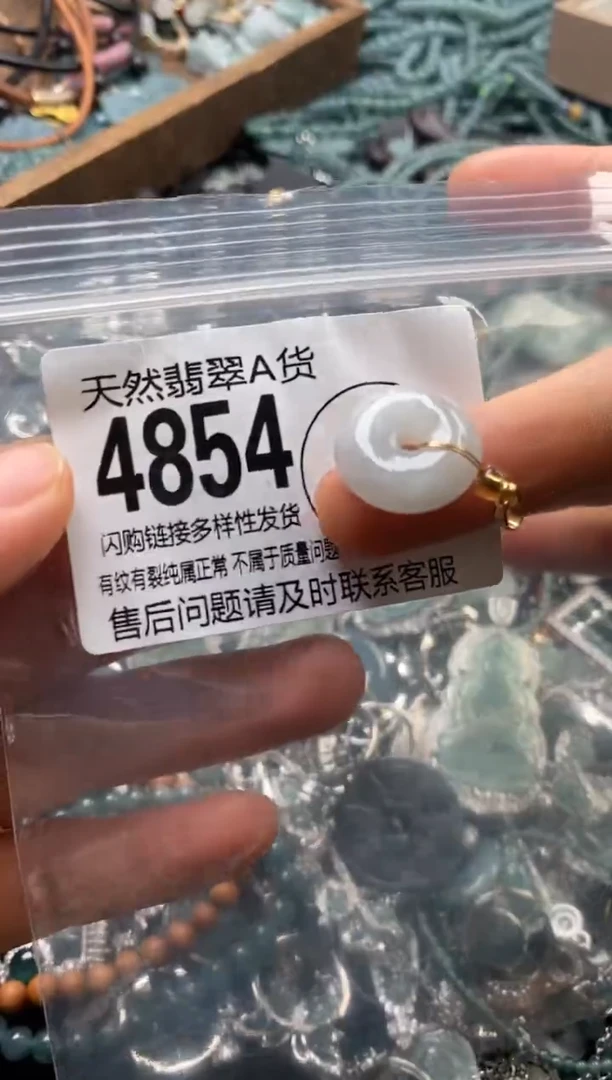 天然翡翠A货
4854
闪购链接多样性发货
有纹有裂纯属正常 不属于质量问题
售后问题请及时联系客服